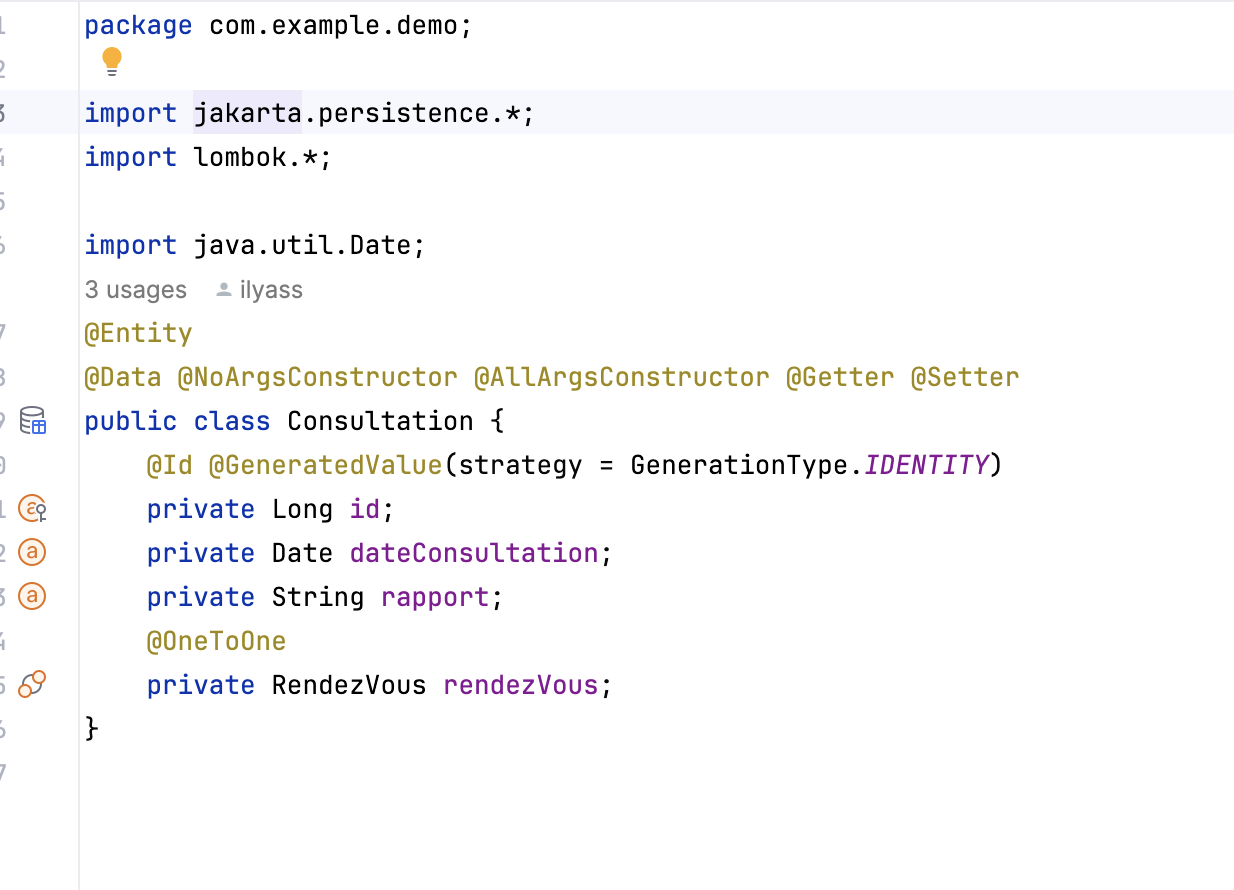 1 package com.example.demo;
2
3 import jakarta.persistence.*;
4 import lombok.*;
5
6 import java.util.Date;
3 usages ilyass
7 @Entity
8 @Data @NoArgsConstructor @AllArgsConstructor @Getter @Setter
9 public class Consultation {
0 @Id @GeneratedValue(strategy = GenerationType.IDENTITY)
1 private Long id;
2 private Date dateConsultation;
3 private String rapport;
4 @OneToOne
5 private RendezVous rendezVous;
6 }
7